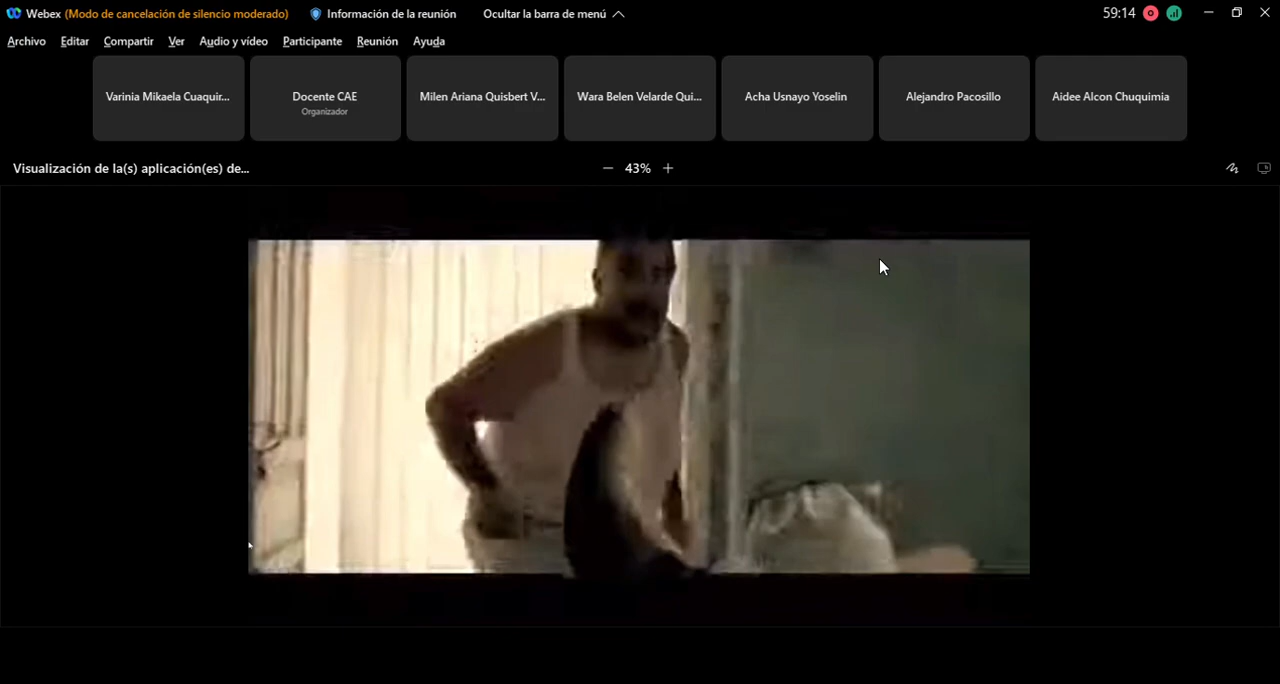 Webex (Modo de cancelación de silencio moderado) Información de la reunión Ocultar la barra de menú 59:14
Archivo Editar Compartir Ver Audio y vídeo Participante Reunión Ayuda
Varinia Mikaela Cuaquir... Docente CAE Milen Ariana Quisbert V... Wara Belen Velarde Qui... Acha Usnayo Yoselin Alejandro Pacosillo Aidee Alcon Chuquimia
Organizador
Visualización de la(s) aplicación(es) de... 43%